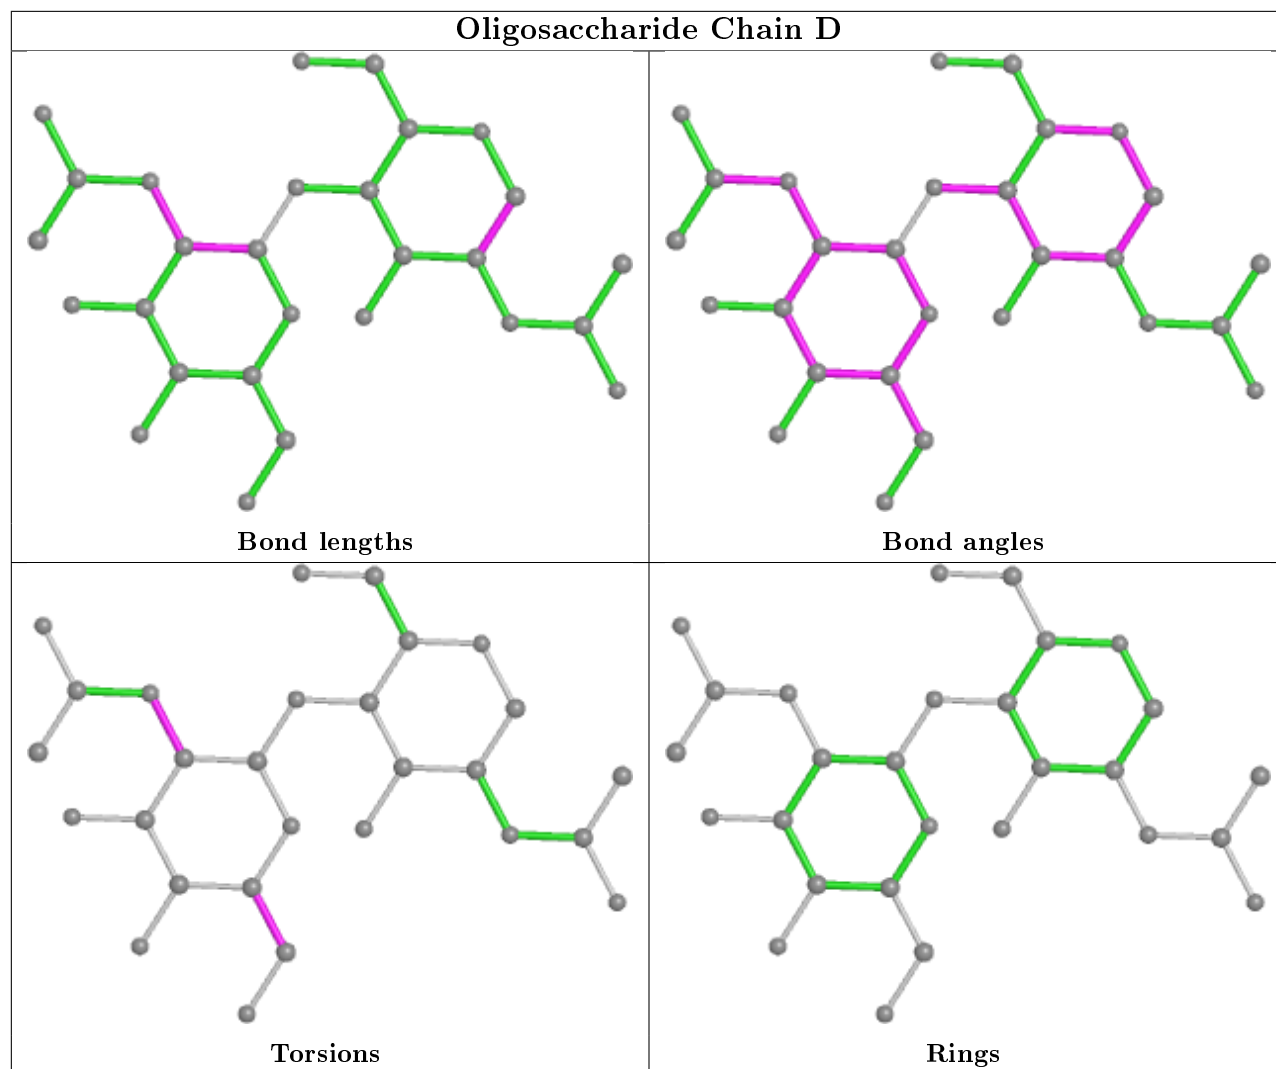 Oligosaccharide Chain D
Bond lengths
Bond angles
Torsions
Rings